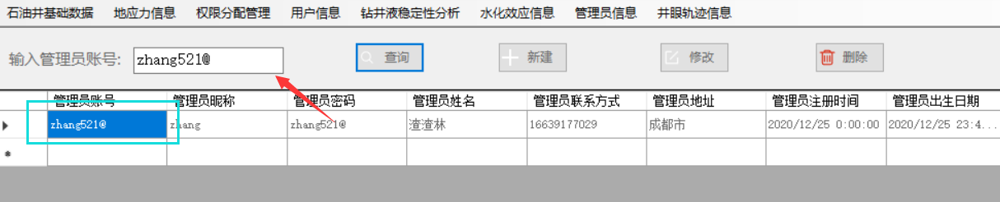 石油井基础数据 地应力信息 权限分配管理 用户信息 钻井液稳定性分析 水化效应信息 管理员信息 井眼轨迹信息
输入管理员账号: zhang521@ 查询 新建 修改 删除
管理员账号 管理员昵称 管理员密码 管理员姓名 管理员联系方式 管理员地址 管理员注册时间 管理员出生日期
zhang521@ zhang zhang521@ 渣渣林 16639177029 成都市 2020/12/25 0:00:00 2020/12/25 23:4...